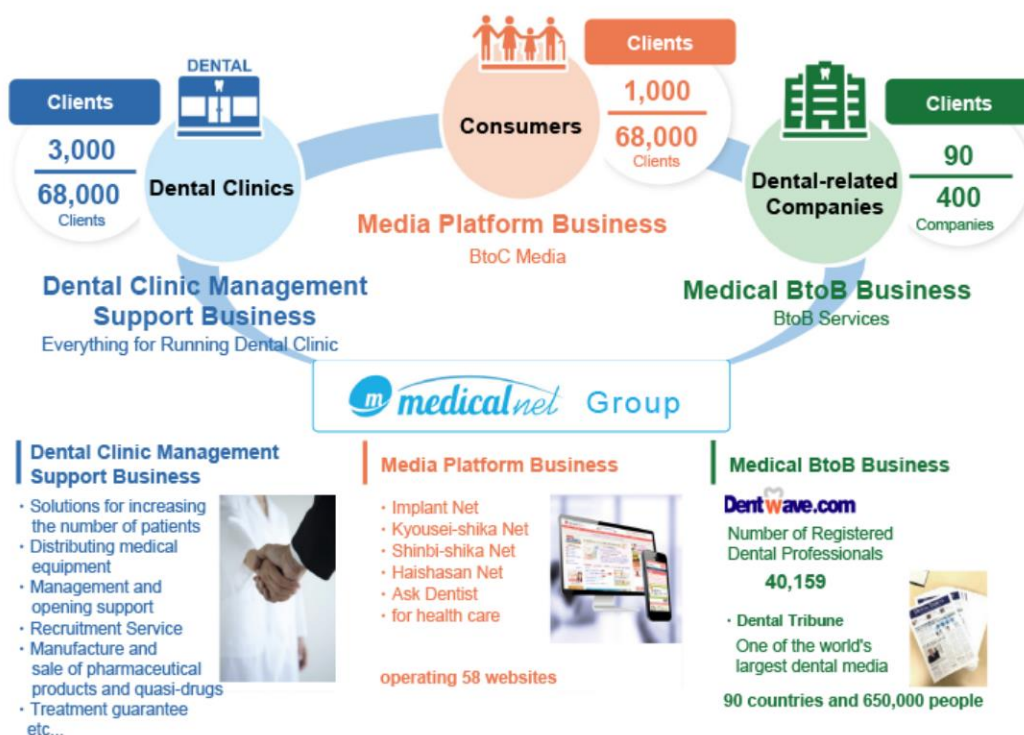 DENTAL
Clients
3,000
68,000
Clients
Dental Clinics
Dental Clinic Management
Support Business
Everything for Running Dental Clinic
Consumers
Clients
1,000
68,000
Clients
Media Platform Business
BtoC Media
Dental-related
Companies
Clients
90
400
Companies
Medical BtoB Business
BtoB Services
m medicalnet Group
Dental Clinic Management
Support Business
・Solutions for increasing
the number of patients
・Distributing medical
equipment
・Management and
opening support
・Recruitment Service
・Manufacture and
sale of pharmaceutical
products and quasi-drugs
・Treatment guarantee
etc...
Media Platform Business
・Implant Net
・Kyousei-shika Net
・Shinbi-shika Net
・Haishasan Net
・Ask Dentist
・for health care
operating 58 websites
Medical BtoB Business
Dentwave.com
Number of Registered
Dental Professionals
40,159
・Dental Tribune
One of the world's
largest dental media
90 countries and 650,000 people